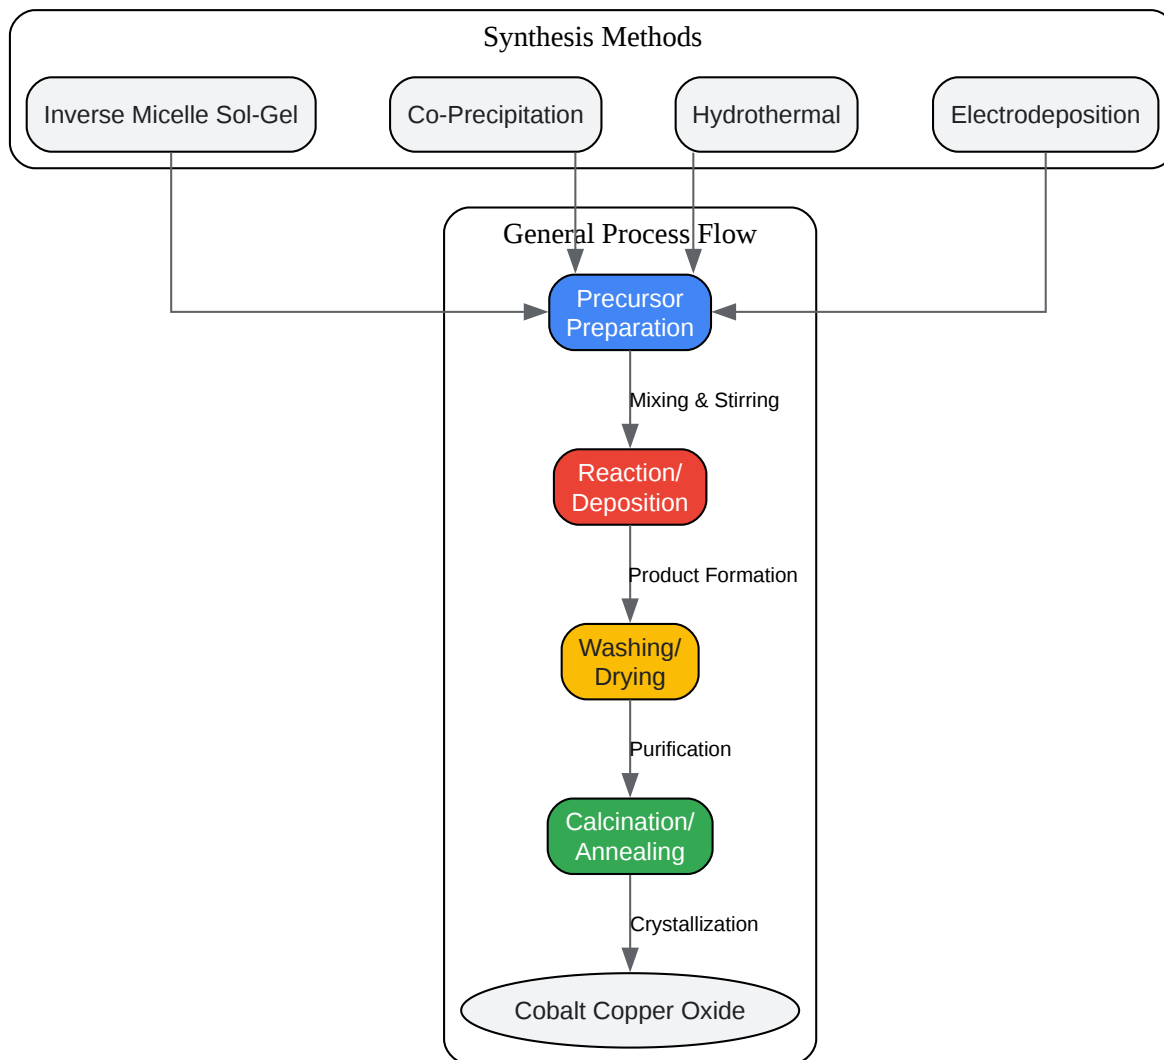 Synthesis Methods
Inverse Micelle Sol-Gel
Co-Precipitation
Hydrothermal
Electrodeposition
General Process Flow
Precursor
Preparation
Mixing & Stirring
Reaction/
Deposition
Product Formation
Washing/
Drying
Purification
Calcination/
Annealing
Crystallization
Cobalt Copper Oxide